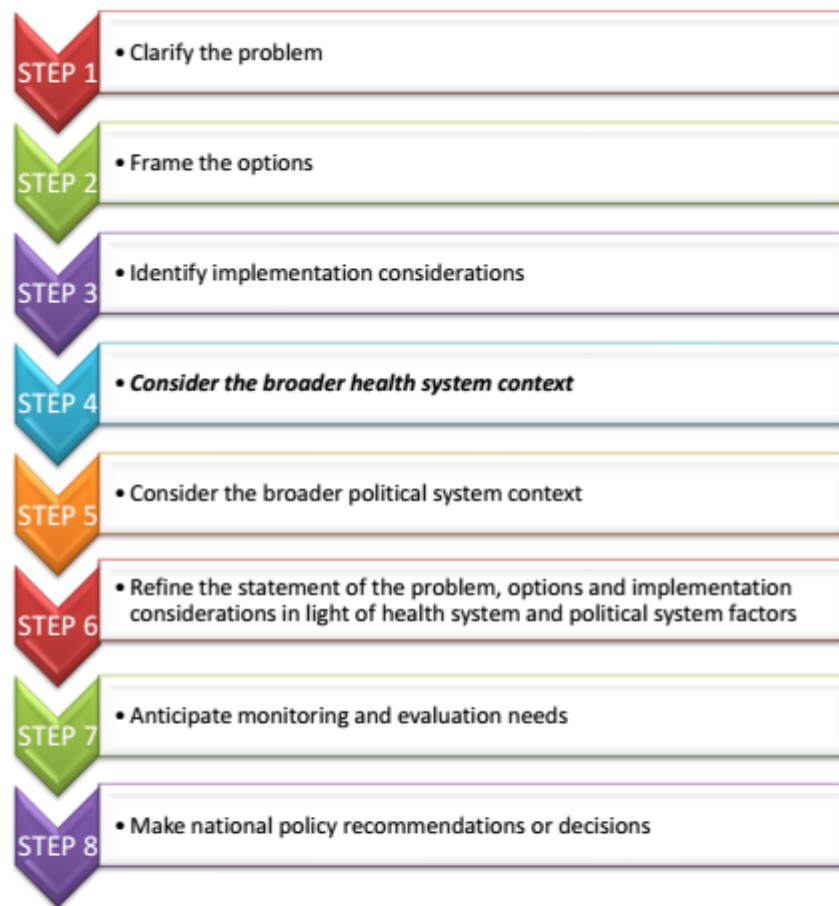 STEP 1
• Clarify the problem
STEP 2
• Frame the options
STEP 3
• Identify implementation considerations
STEP 4
• Consider the broader health system context
STEP 5
• Consider the broader political system context
STEP 6
• Refine the statement of the problem, options and implementation
considerations in light of health system and political system factors
STEP 7
• Anticipate monitoring and evaluation needs
STEP 8
• Make national policy recommendations or decisions